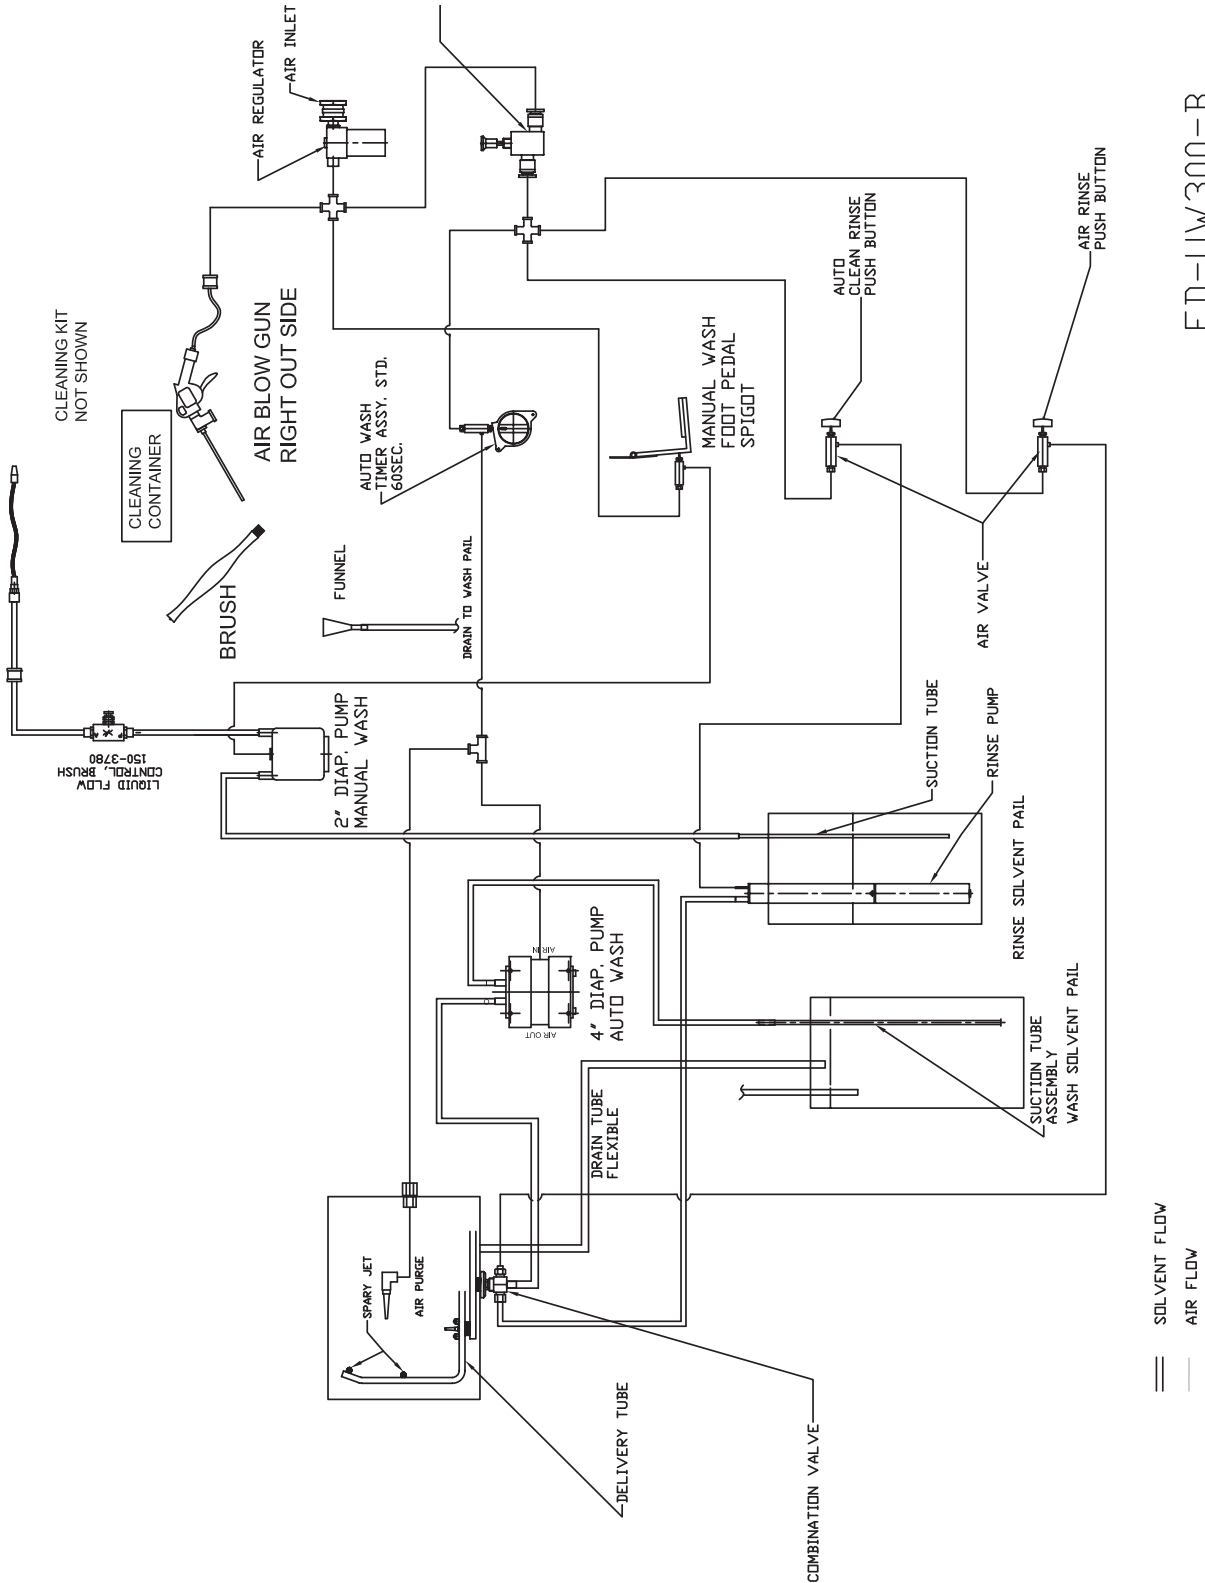 CLEANING KIT
NOT SHOWN
CLEANING
CONTAINER
BRUSH
AIR BLOW GUN
RIGHT OUT SIDE
AIR REGULATOR
AIR INLET
LIQUID FLOW
CONTROL, BRUSH
150-3780
2" DIAP. PUMP
MANUAL WASH
FUNNEL
DRAIN TO WASH PAIL
AUTO WASH
TIMER ASSY. STD.
60SEC.
MANUAL WASH
FOOT PEDAL
SPIGOT
AUTO
CLEAN RINSE
PUSH BUTTON
AIR RINSE
PUSH BUTTON
AIR VALVE
SUCTION TUBE
RINSE PUMP
RINSE SOLVENT PAIL
4" DIAP. PUMP
AUTO WASH
AIR IN
AIR OUT
DRAIN TUBE
FLEXIBLE
SUCTION TUBE
ASSEMBLY
WASH SOLVENT PAIL
SPARY JET
AIR PURGE
DELIVERY TUBE
COMBINATION VALVE
SOLVENT FLOW
AIR FLOW